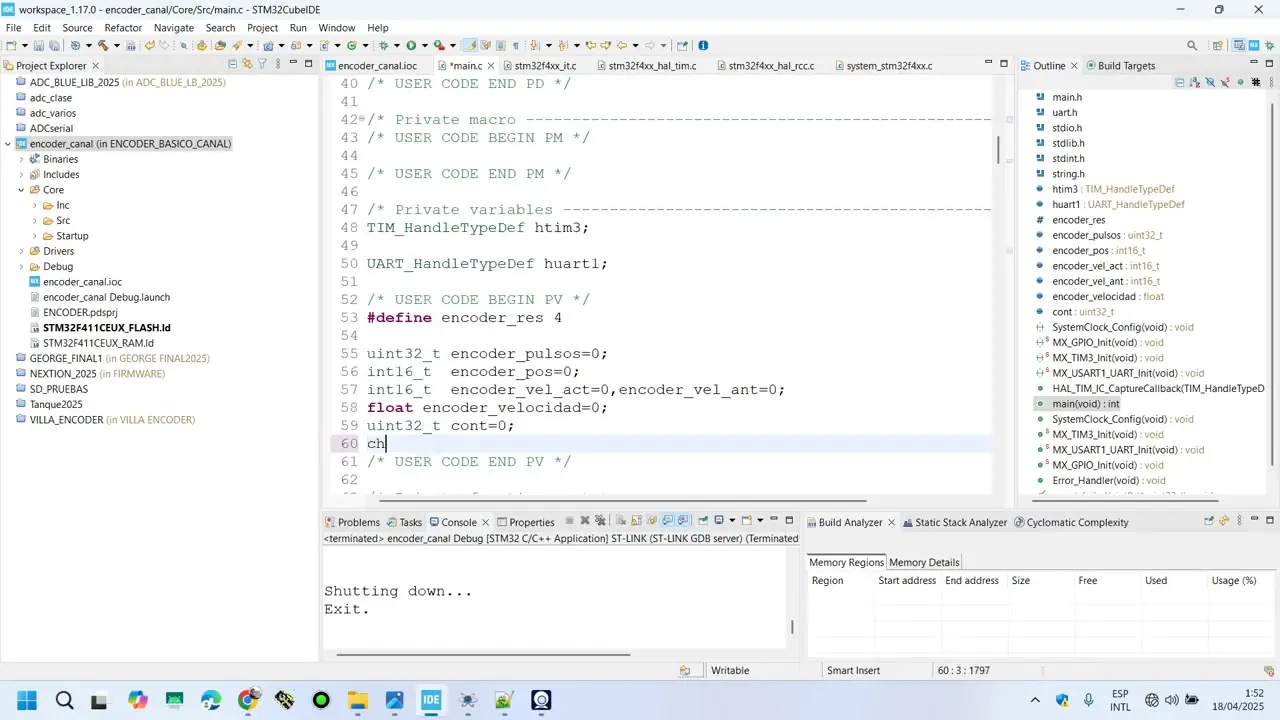 workspace_1.17.0 - encoder_canal/Core/Src/main.c - STM32CubeIDE
File Edit Source Refactor Navigate Search Project Run Window Help
Project Explorer
ADC_BLUE_LIB_2025 (in ADC_BLUE_LIB_2025)
adc_clase
adc_varios
ADCserial
encoder_canal (in ENCODER_BASICO_CANAL)
Binaries
Includes
Core
Inc
Src
Startup
Drivers
Debug
encoder_canal.ioc
encoder_canal Debug.launch
ENCODER.pdsprj
STM32F411CEUX_FLASH.ld
STM32F411CEUX_RAM.ld
GEORGE_FINAL1 (in GEORGE FINAL2025)
NEXTION_2025 (in FIRMWARE)
SD_PRUEBAS
Tanque2025
VILLA_ENCODER (in VILLA ENCODER)
encoder_canal.ioc *main.c stm32f4xx_it.c stm32f4xx_hal_tim.c stm32f4xx_hal_rcc.c system_stm32f4xx.c
40 /* USER CODE END PD */
41
42 /* Private macro -------------------------------------------------
43 /* USER CODE BEGIN PM */
44
45 /* USER CODE END PM */
46
47 /* Private variables ---------------------------------------------
48 TIM_HandleTypeDef htim3;
49
50 UART_HandleTypeDef huart1;
51
52 /* USER CODE BEGIN PV */
53 #define encoder_res 4
54
55 uint32_t encoder_pulsos=0;
56 int16_t  encoder_pos=0;
57 int16_t  encoder_vel_act=0,encoder_vel_ant=0;
58 float encoder_velocidad=0;
59 uint32_t cont=0;
60 ch
61 /* USER CODE END PV */
62
Outline Build Targets
main.h
uart.h
stdio.h
stdlib.h
stdint.h
string.h
htim3 : TIM_HandleTypeDef
huart1 : UART_HandleTypeDef
encoder_res
encoder_pulsos : uint32_t
encoder_pos : int16_t
encoder_vel_act : int16_t
encoder_vel_ant : int16_t
encoder_velocidad : float
cont : uint32_t
SystemClock_Config(void) : void
MX_GPIO_Init(void) : void
MX_TIM3_Init(void) : void
MX_USART1_UART_Init(void) : void
HAL_TIM_IC_CaptureCallback(TIM_HandleTypeD
main(void) : int
SystemClock_Config(void) : void
MX_TIM3_Init(void) : void
MX_USART1_UART_Init(void) : void
MX_GPIO_Init(void) : void
Error_Handler(void) : void
Problems Tasks Console Properties
<terminated> encoder_canal Debug [STM32 C/C++ Application] ST-LINK (ST-LINK GDB server) (Terminated
Shutting down...
Exit.
Build Analyzer Static Stack Analyzer Cyclomatic Complexity
Memory Regions Memory Details
Region Start address End address Size Free Used Usage (%)
Writable Smart Insert 60 : 3 : 1797
IDE
ESP
INTL
1:52
18/04/2025